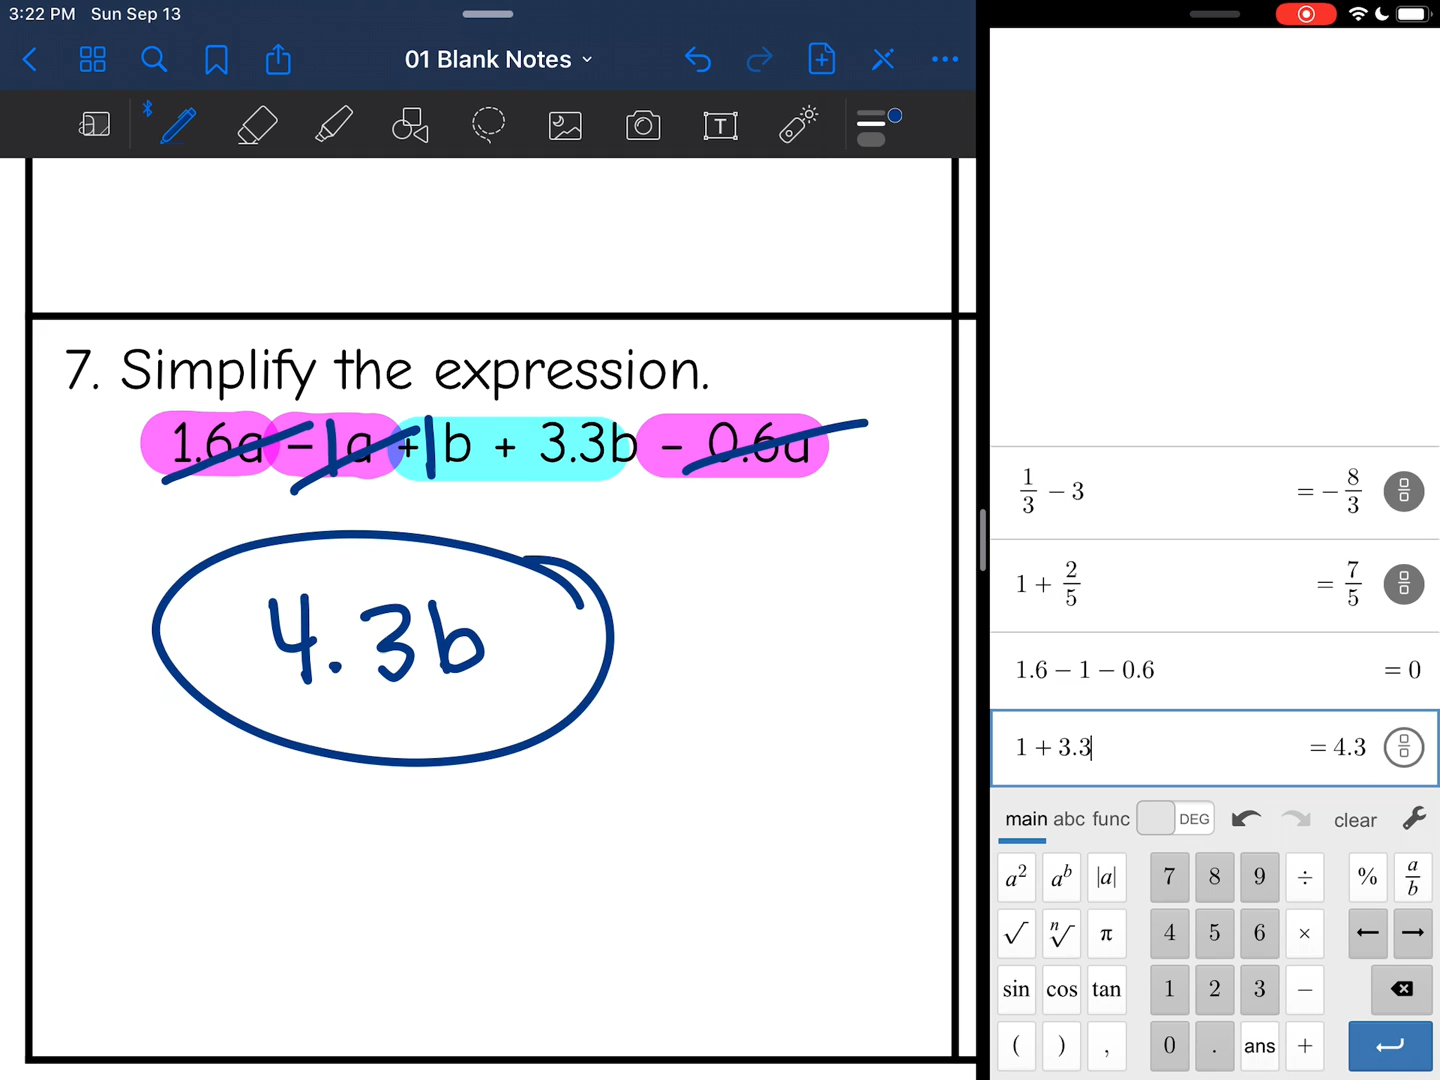 3:22 PM Sun Sep 13
01 Blank Notes
T
7. Simplify the expression.
1.6a − 1a + 1b + 3.3b − 0.6a
4.3b
1/3 − 3 = −8/3
1 + 2/5 = 7/5
1.6 − 1 − 0.6 = 0
1 + 3.3 = 4.3
main abc func DEG clear
a² aᵇ |a| 7 8 9 ÷ % a/b
√ ⁿ√ π 4 5 6 × ← →
sin cos tan 1 2 3 −
( ) , 0 . ans +